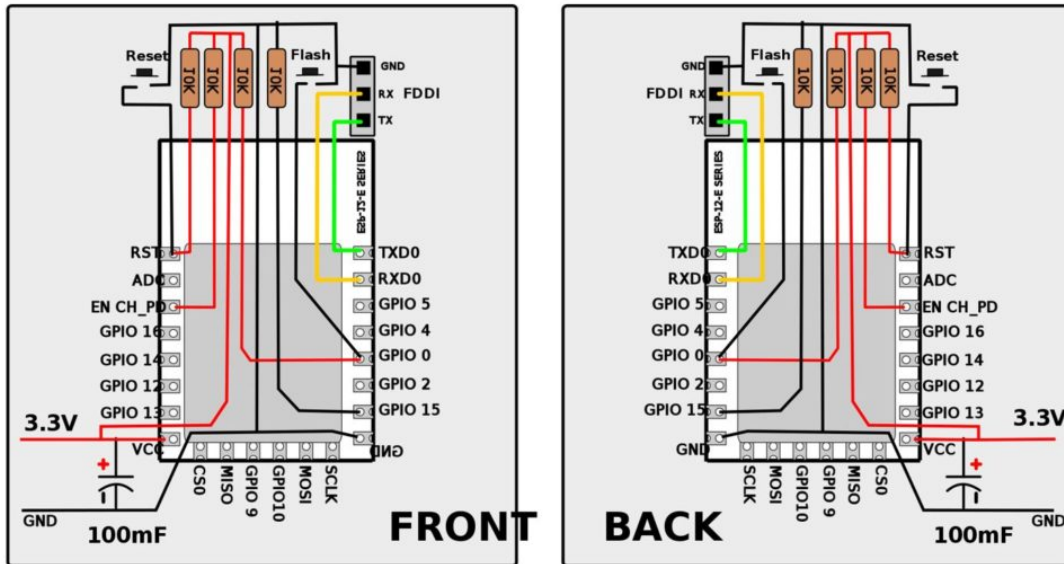 Reset
10K
10K
10K
10K
Flash
GND
RX FDDI
TX
ESP-12-E SERIES
RST
TXD0
ADC
RXD0
EN CH_PD
GPIO 5
GPIO 16
GPIO 4
GPIO 14
GPIO 0
GPIO 12
GPIO 2
GPIO 13
GPIO 15
3.3V
VCC
GND
CS0
MISO
GPIO 9
GPIO10
MOSI
SCLK
+
-
GND
100mF
FRONT
GND
Flash
10K
10K
10K
10K
Reset
FDDI RX
TX
ESP-12-E SERIES
TXD0
RST
RXD0
ADC
GPIO 5
EN CH_PD
GPIO 4
GPIO 16
GPIO 0
GPIO 14
GPIO 2
GPIO 12
GPIO 15
GPIO 13
3.3V
GND
VCC
SCLK
MOSI
GPIO10
GPIO 9
MISO
CS0
+
-
GND
100mF
BACK